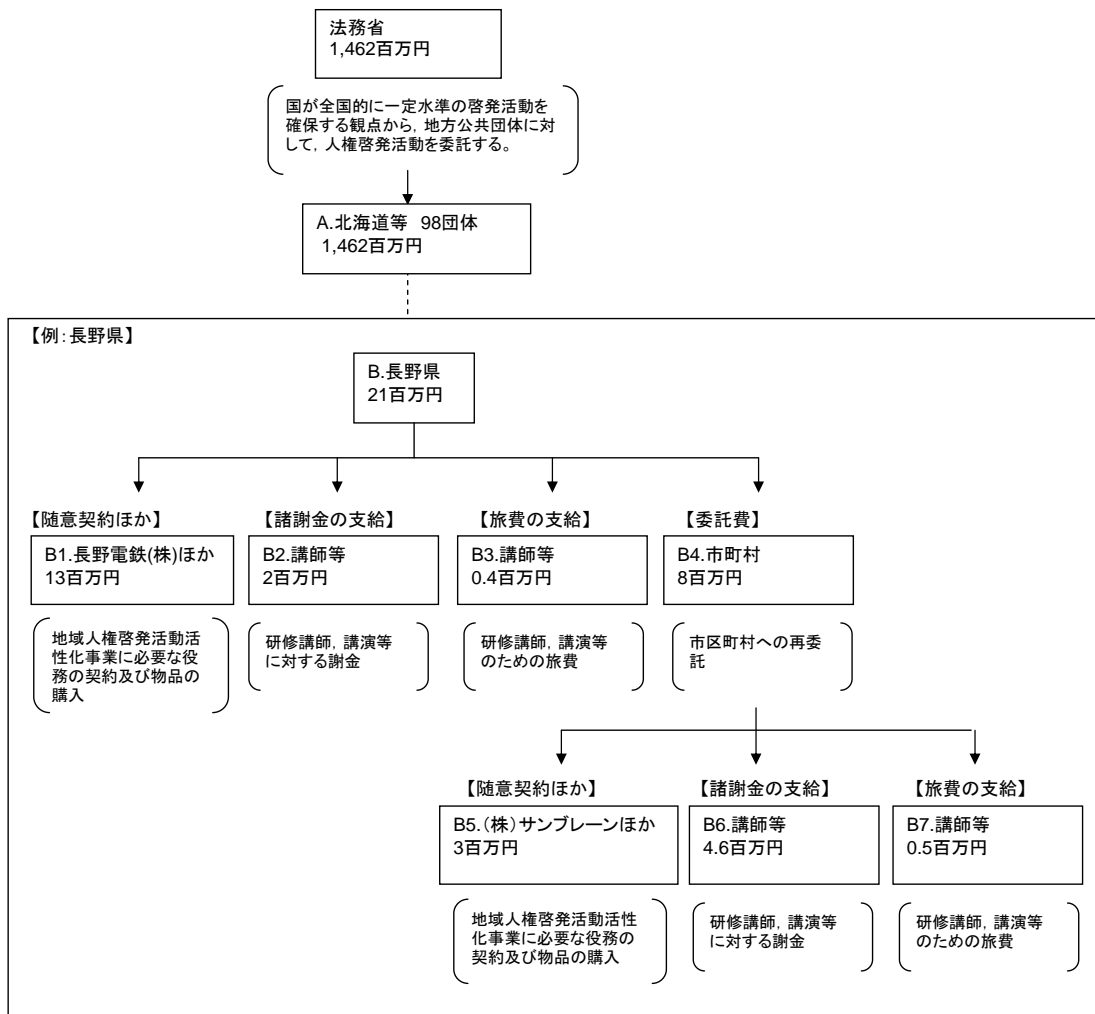 法務省
1,462百万円
国が全国的に一定水準の啓発活動を
確保する観点から，地方公共団体に対
して，人権啓発活動を委託する。
A.北海道等　98団体
1,462百万円
【例：長野県】
B.長野県
21百万円
【随意契約ほか】
B1.長野電鉄(株)ほか
13百万円
地域人権啓発活動活
性化事業に必要な役
務の契約及び物品の
購入
【諸謝金の支給】
B2.講師等
2百万円
研修講師，講演等
に対する謝金
【旅費の支給】
B3.講師等
0.4百万円
研修講師，講演等
のための旅費
【委託費】
B4.市町村
8百万円
市区町村への再委
託
【随意契約ほか】
B5.（株）サンブレーンほか
3百万円
地域人権啓発活動活性
化事業に必要な役務の
契約及び物品の購入
【諸謝金の支給】
B6.講師等
4.6百万円
研修講師，講演等
に対する謝金
【旅費の支給】
B7.講師等
0.5百万円
研修講師，講演等
のための旅費